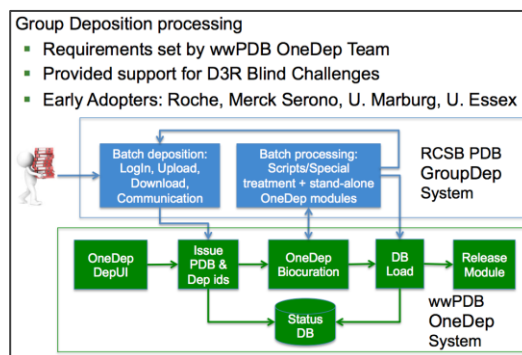 Group Deposition processing
▪ Requirements set by wwPDB OneDep Team
▪ Provided support for D3R Blind Challenges
▪ Early Adopters: Roche, Merck Serono, U. Marburg, U. Essex
Batch deposition:
LogIn, Upload,
Download,
Communication
Batch processing:
Scripts/Special
treatment + stand-alone
OneDep modules
RCSB PDB
GroupDep
System
OneDep
DepUI
Issue
PDB &
Dep ids
OneDep
Biocuration
DB
Load
Release
Module
Status
DB
wwPDB
OneDep
System